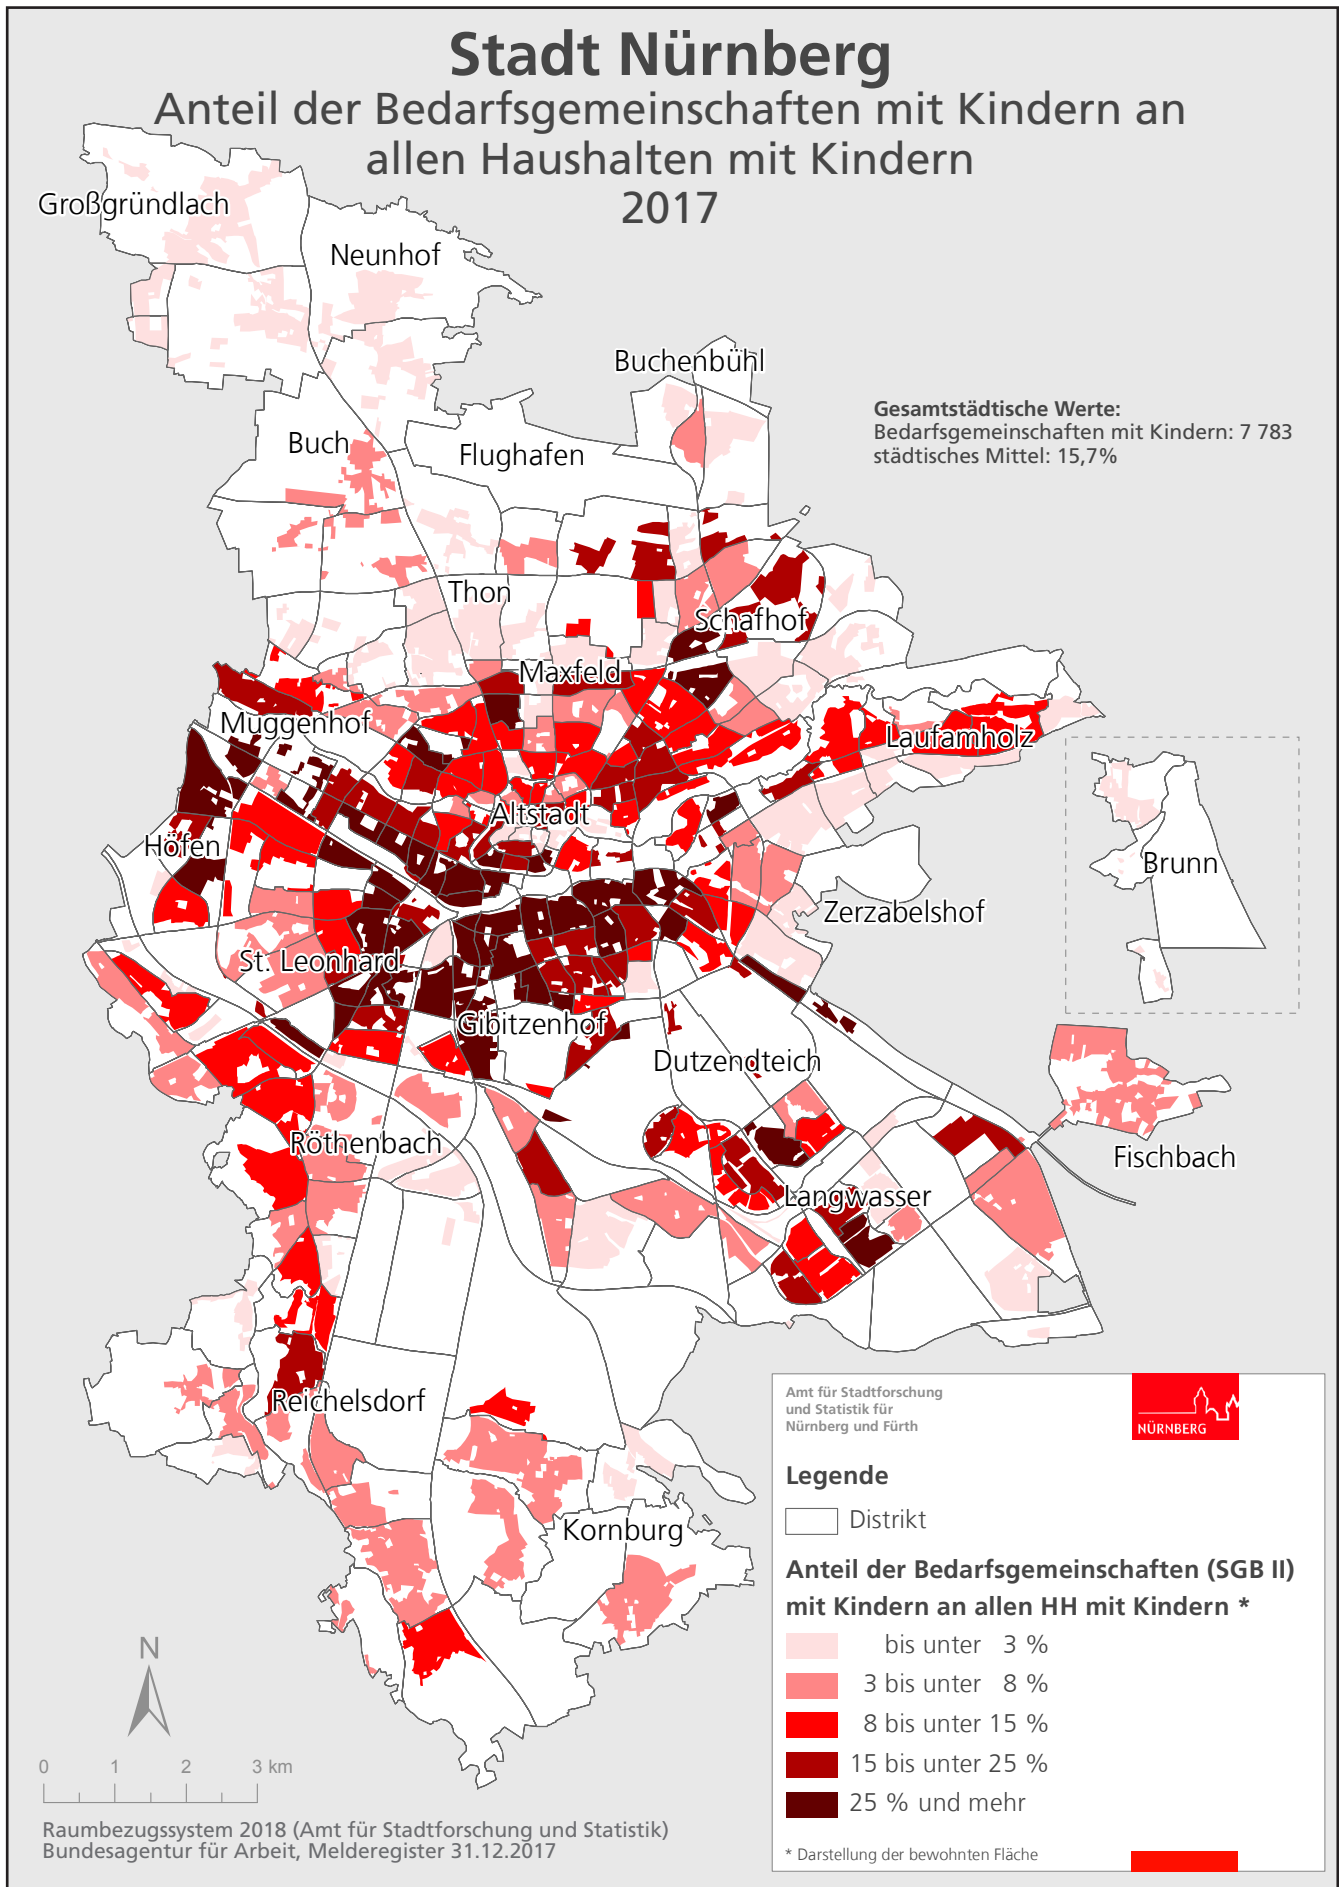 Stadt Nürnberg
Anteil der Bedarfsgemeinschaften mit Kindern an
allen Haushalten mit Kindern
2017
Großgründlach
Neunhof
Buchenbühl
Gesamtstädtische Werte:
Bedarfsgemeinschaften mit Kindern: 7 783
städtisches Mittel: 15,7%
Buch
Flughafen
Thon
Schafhof
Maxfeld
Muggenhof
Laufamholz
Altstadt
Höfen
Brunn
Zerzabelshof
St. Leonhard
Gibitzenhof
Dutzendteich
Röthenbach
Fischbach
Langwasser
Reichelsdorf
Kornburg
Amt für Stadtforschung
und Statistik für
Nürnberg und Fürth
NÜRNBERG
Legende
Distrikt
Anteil der Bedarfsgemeinschaften (SGB II)
mit Kindern an allen HH mit Kindern *
bis unter 3 %
3 bis unter 8 %
8 bis unter 15 %
15 bis unter 25 %
25 % und mehr
* Darstellung der bewohnten Fläche
N
0 1 2 3 km
Raumbezugssystem 2018 (Amt für Stadtforschung und Statistik)
Bundesagentur für Arbeit, Melderegister 31.12.2017